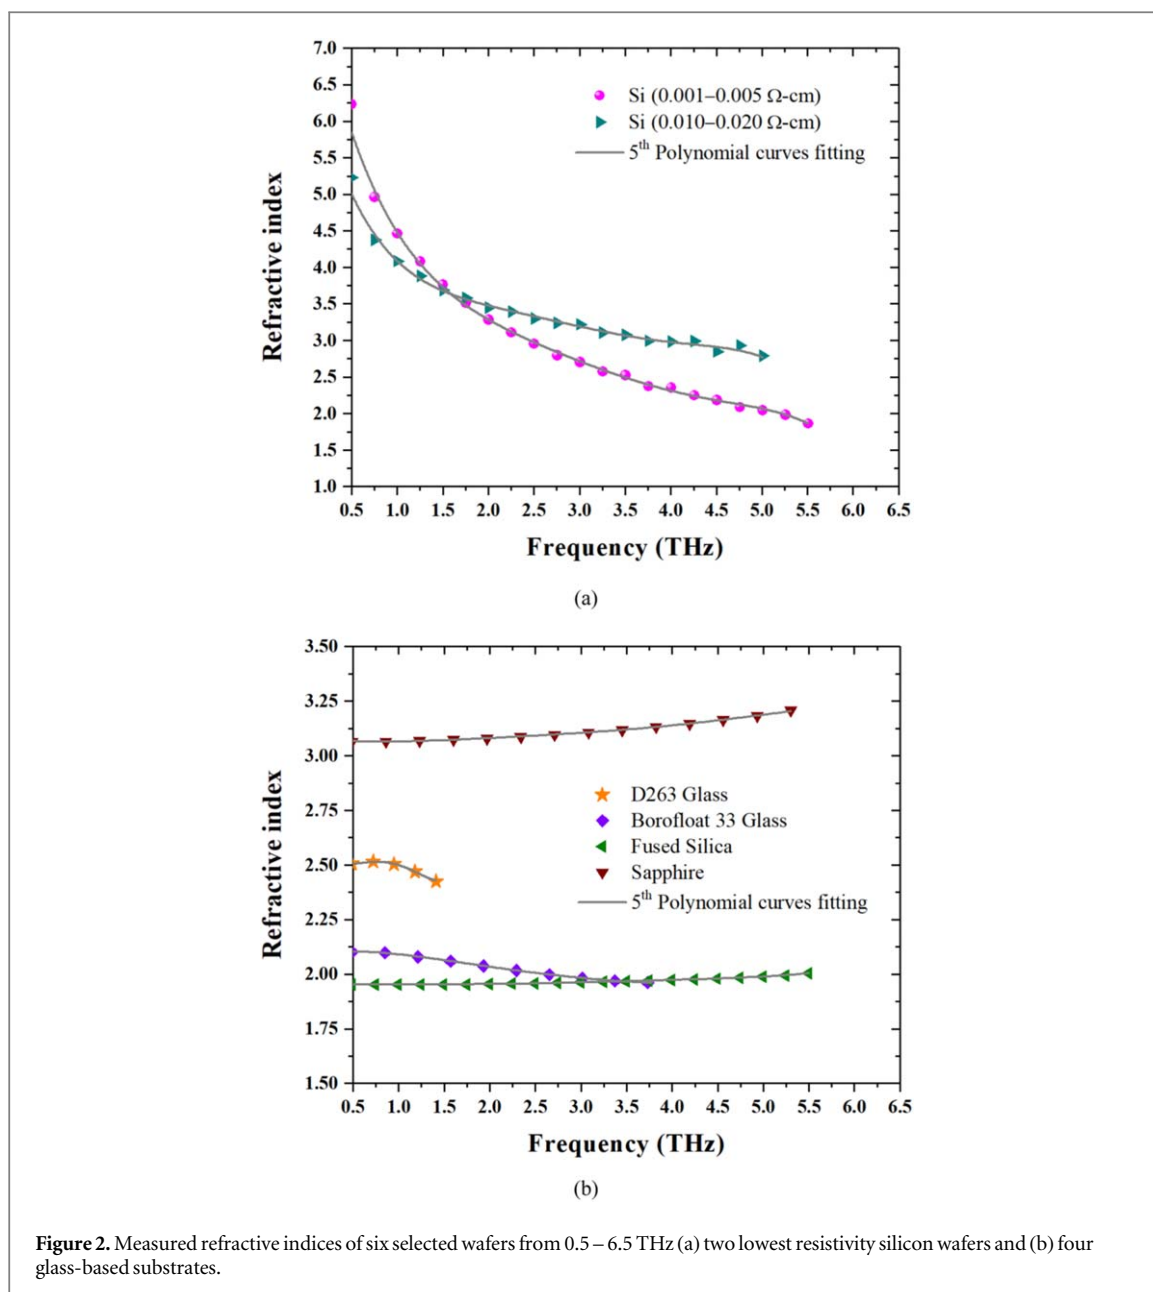 7.0
6.5
6.0
5.5
5.0
4.5
4.0
3.5
3.0
2.5
2.0
1.5
1.0
Refractive index
Si (0.001–0.005 Ω-cm)
Si (0.010–0.020 Ω-cm)
5th Polynomial curves fitting
0.5 1.0 1.5 2.0 2.5 3.0 3.5 4.0 4.5 5.0 5.5 6.0 6.5
Frequency (THz)
(a)
3.50
3.25
3.00
2.75
2.50
2.25
2.00
1.75
1.50
Refractive index
D263 Glass
Borofloat 33 Glass
Fused Silica
Sapphire
5th Polynomial curves fitting
0.5 1.0 1.5 2.0 2.5 3.0 3.5 4.0 4.5 5.0 5.5 6.0 6.5
Frequency (THz)
(b)
Figure 2. Measured refractive indices of six selected wafers from 0.5 – 6.5 THz (a) two lowest resistivity silicon wafers and (b) four
glass-based substrates.